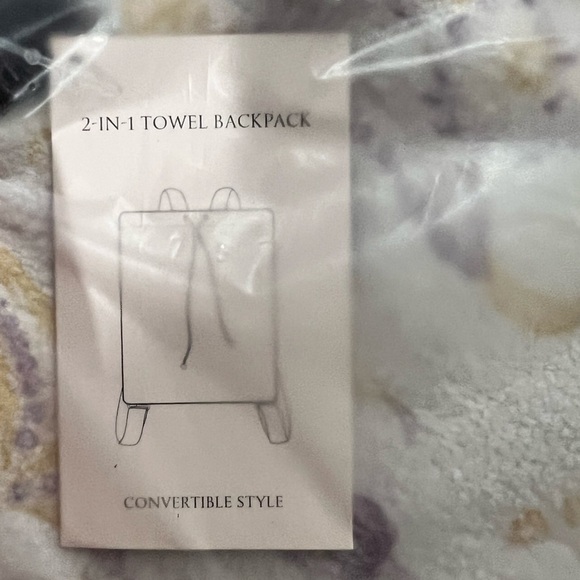 2-IN-1 TOWEL BACKPACK
CONVERTIBLE STYLE